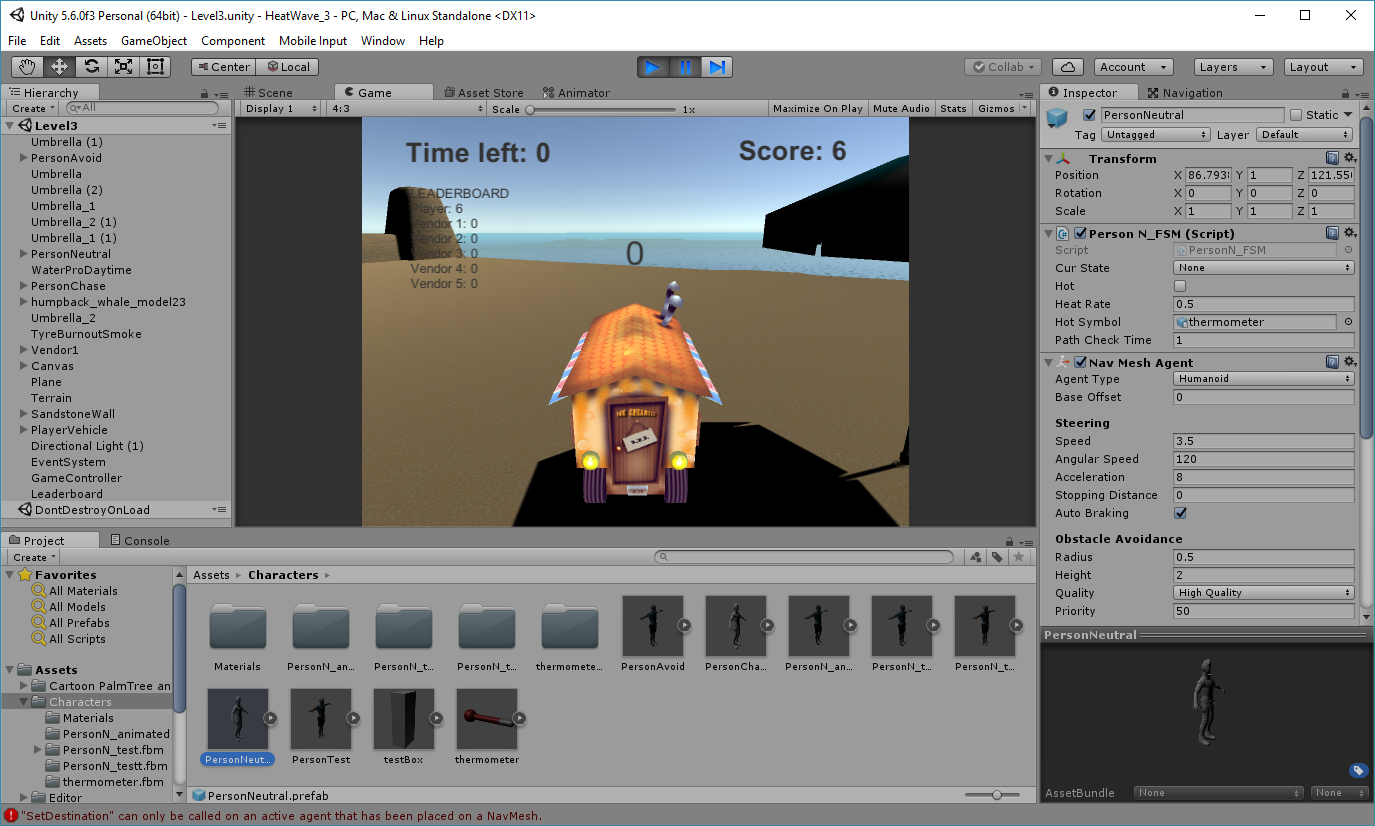 Unity 5.6.0f3 Personal (64bit) - Level3.unity - HeatWave_3 - PC, Mac & Linux Standalone <DX11>
File Edit Assets GameObject Component Mobile Input Window Help
Center Local Collab Account Layers Layout
Hierarchy
Create All
Level3
Umbrella (1)
PersonAvoid
Umbrella
Umbrella (2)
Umbrella_1
Umbrella_2 (1)
Umbrella_1 (1)
PersonNeutral
WaterProDaytime
PersonChase
humpback_whale_model23
Umbrella_2
TyreBurnoutSmoke
Vendor1
Canvas
Plane
Terrain
SandstoneWall
PlayerVehicle
Directional Light (1)
EventSystem
GameController
Leaderboard
DontDestroyOnLoad
Scene Game Asset Store Animator
Display 1 4:3 Scale 1x Maximize On Play Mute Audio Stats Gizmos
Time left: 0 Score: 6
LEADERBOARD
Player: 6
Vendor 1: 0
Vendor 2: 0
Vendor 3: 0
Vendor 4: 0
Vendor 5: 0
0
ICE CREAMIES
Inspector Navigation
PersonNeutral Static
Tag Untagged Layer Default
Transform
Position X 86.793 Y 1 Z 121.55
Rotation X 0 Y 0 Z 0
Scale X 1 Y 1 Z 1
Person N_FSM (Script)
Script PersonN_FSM
Cur State None
Hot
Heat Rate 0.5
Hot Symbol thermometer
Path Check Time 1
Nav Mesh Agent
Agent Type Humanoid
Base Offset 0
Steering
Speed 3.5
Angular Speed 120
Acceleration 8
Stopping Distance 0
Auto Braking
Obstacle Avoidance
Radius 0.5
Height 2
Quality High Quality
Priority 50
PersonNeutral
AssetBundle None None
Project Console
Create
Favorites
All Materials
All Models
All Prefabs
All Scripts
Assets
Cartoon PalmTree an
Characters
Materials
PersonN_animated
PersonN_test.fbm
PersonN_testt.fbm
thermometer.fbm
Editor
Assets Characters
Materials PersonN_an... PersonN_t... PersonN_t... thermomete... PersonAvoid PersonCha... PersonN_an... PersonN_t... PersonN_t...
PersonNeut... PersonTest testBox thermometer
PersonNeutral.prefab
"SetDestination" can only be called on an active agent that has been placed on a NavMesh.